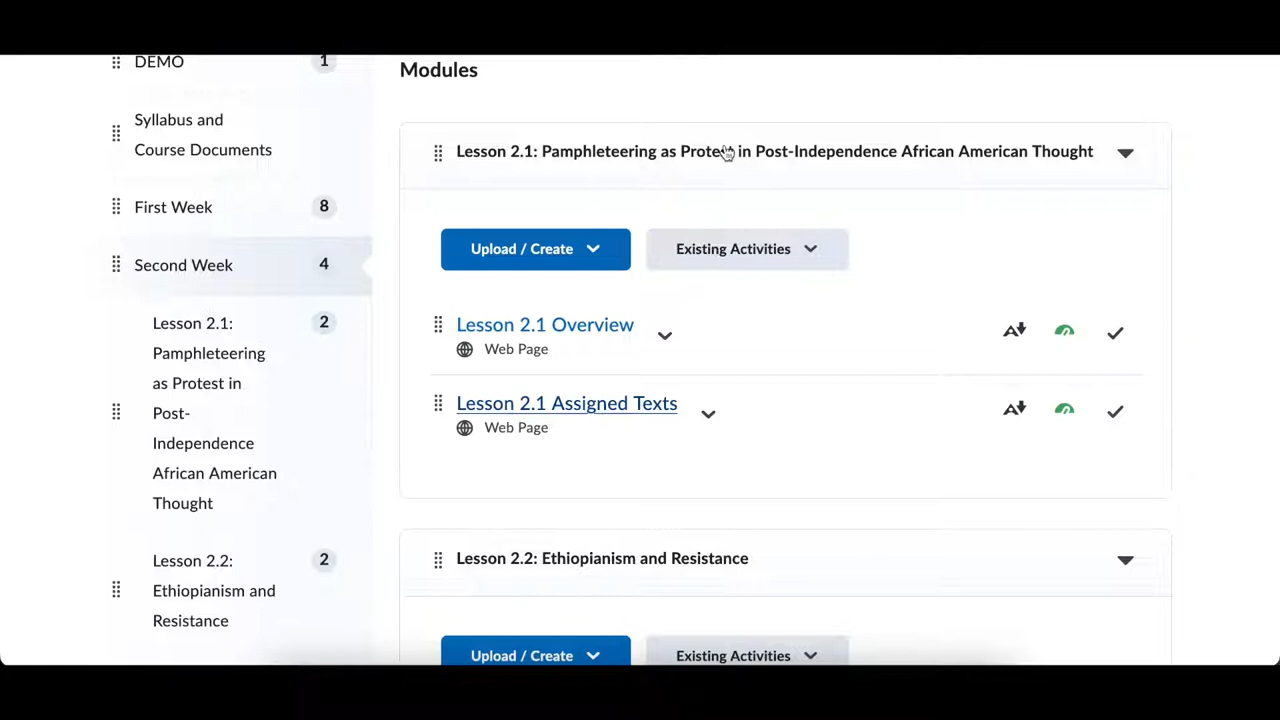 DEMO 1
Syllabus and
Course Documents
First Week 8
Second Week 4
Lesson 2.1: 2
Pamphleteering
as Protest in
Post-
Independence
African American
Thought
Lesson 2.2: 2
Ethiopianism and
Resistance
Modules
Lesson 2.1: Pamphleteering as Protest in Post-Independence African American Thought
Upload / Create Existing Activities
Lesson 2.1 Overview
Web Page
Lesson 2.1 Assigned Texts
Web Page
Lesson 2.2: Ethiopianism and Resistance
Upload / Create Existing Activities